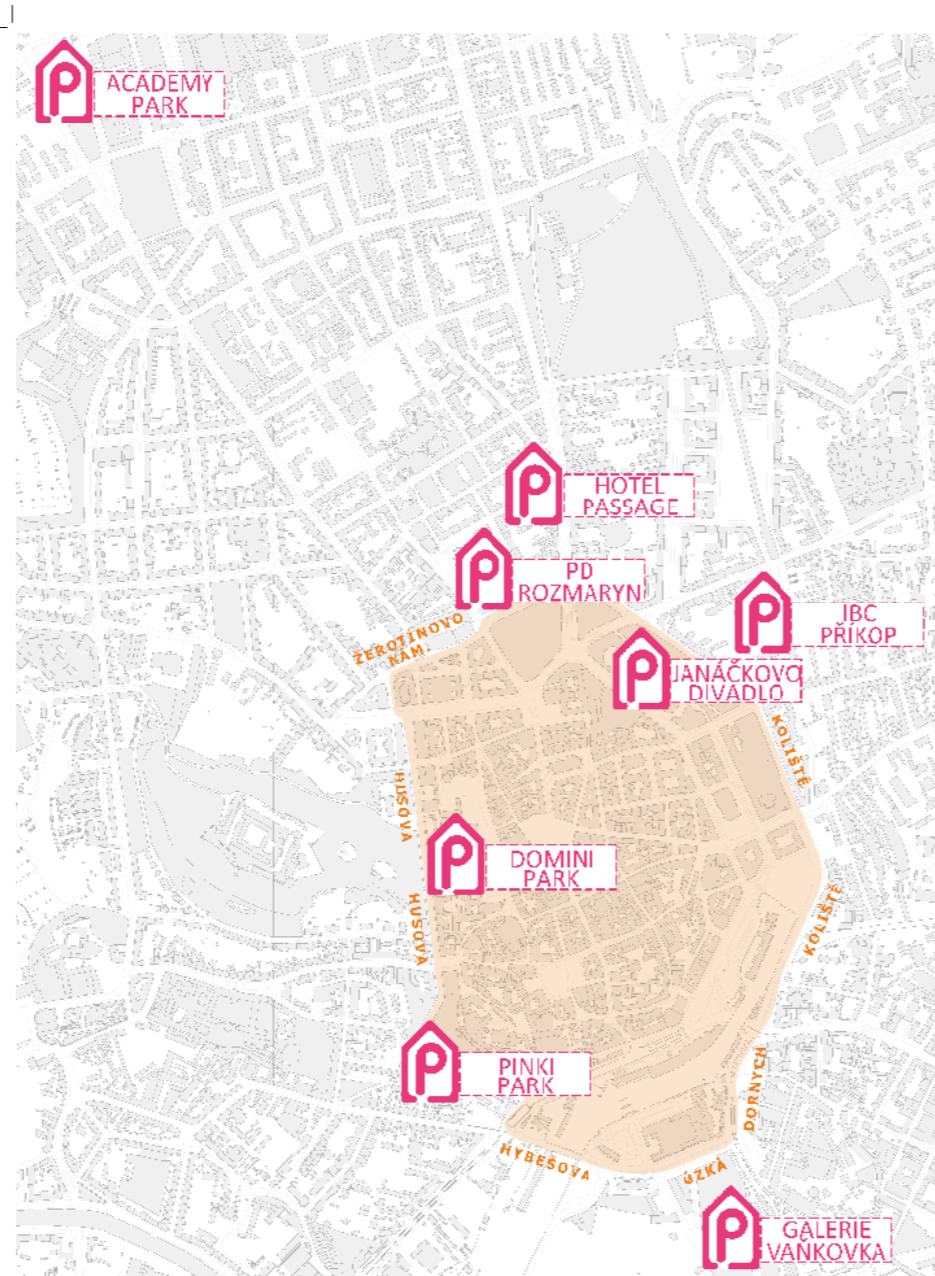 P
ACADEMY
PARK
P
HOTEL
PASSAGE
P
PD
ROZMARYN
P
IBC
PŘÍKOP
ŽEROTÍNOVO
NÁM.
P
JANÁČKOVO
DIVADLO
KOLIŠTĚ
HUSOVA
P
DOMINI
PARK
HUSOVA
KOLIŠTĚ
P
PINKI
PARK
DORNYCH
HYBEŠOVA
ÚZKÁ
P
GALERIE
VAŇKOVKA